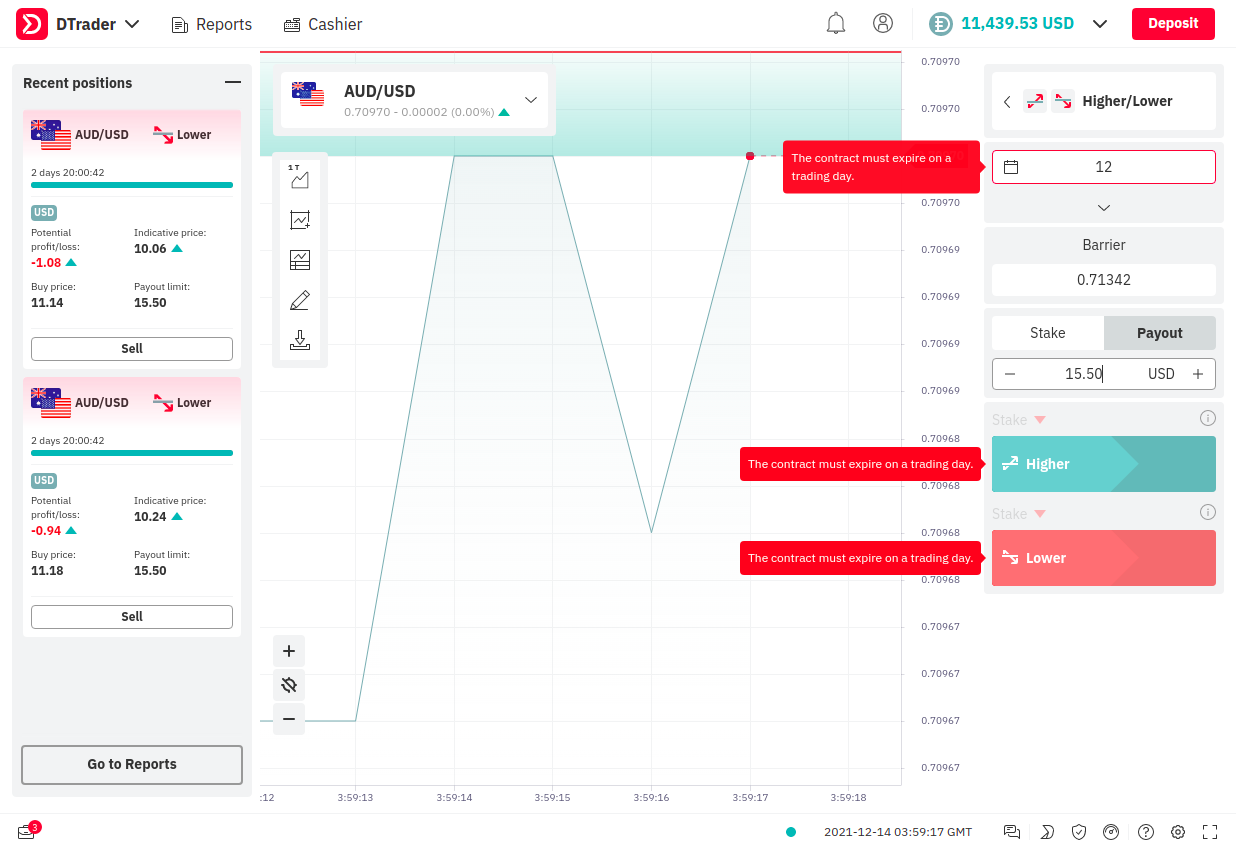 DTrader
Reports
Cashier
11,439.53 USD
Deposit
Recent positions
AUD/USD
Lower
2 days 20:00:42
USD
Potential profit/loss:
Indicative price:
-1.08
10.06
Buy price:
Payout limit:
11.14
15.50
Sell
AUD/USD
Lower
2 days 20:00:42
USD
Potential profit/loss:
Indicative price:
-0.94
10.24
Buy price:
Payout limit:
11.18
15.50
Sell
Go to Reports
3
AUD/USD
0.70970 - 0.00002 (0.00%)
1 T
0.70970
0.70970
0.70970
0.70969
0.70969
0.70969
0.70969
0.70968
0.70968
0.70968
0.70968
0.70967
0.70967
0.70967
0.70967
:12
3:59:13
3:59:14
3:59:15
3:59:16
3:59:17
3:59:18
The contract must expire on a
trading day.
The contract must expire on a trading day.
The contract must expire on a trading day.
Higher/Lower
12
Barrier
0.71342
Stake
Payout
15.50
USD
Stake
Higher
Stake
Lower
2021-12-14 03:59:17 GMT